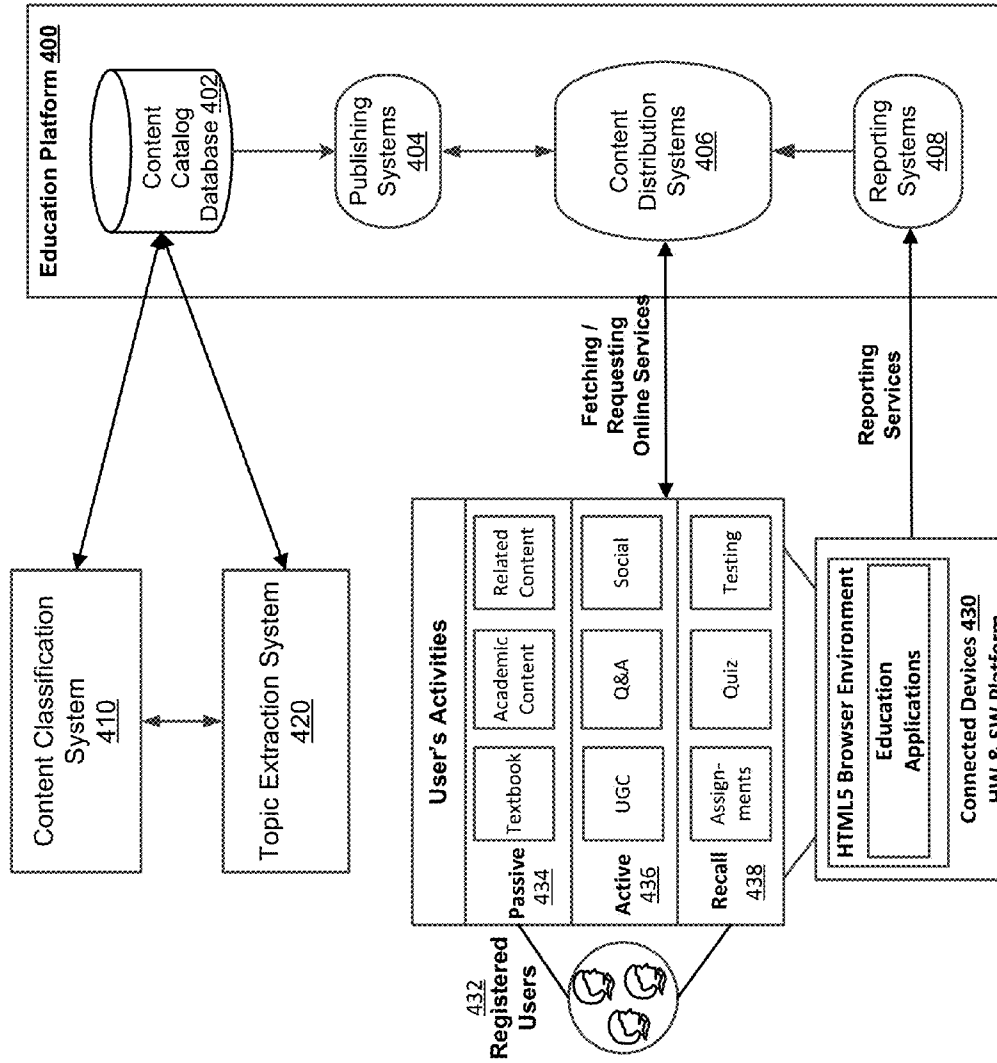 Education Platform 400
Content
Catalog
Database 402
Publishing
Systems
404
Content
Distribution
Systems
406
Reporting
Systems
408
Content Classification
System
410
Topic Extraction System
420
Fetching /
Requesting
Online Services
Reporting
Services
User's Activities
Passive
434
Textbook
Academic
Content
Related
Content
Active
436
UGC
Q&A
Social
Recall
438
Assign-
ments
Quiz
Testing
432
Registered
Users
HTML5 Browser Environment
Education
Applications
Connected Devices 430
HW & SW Platform